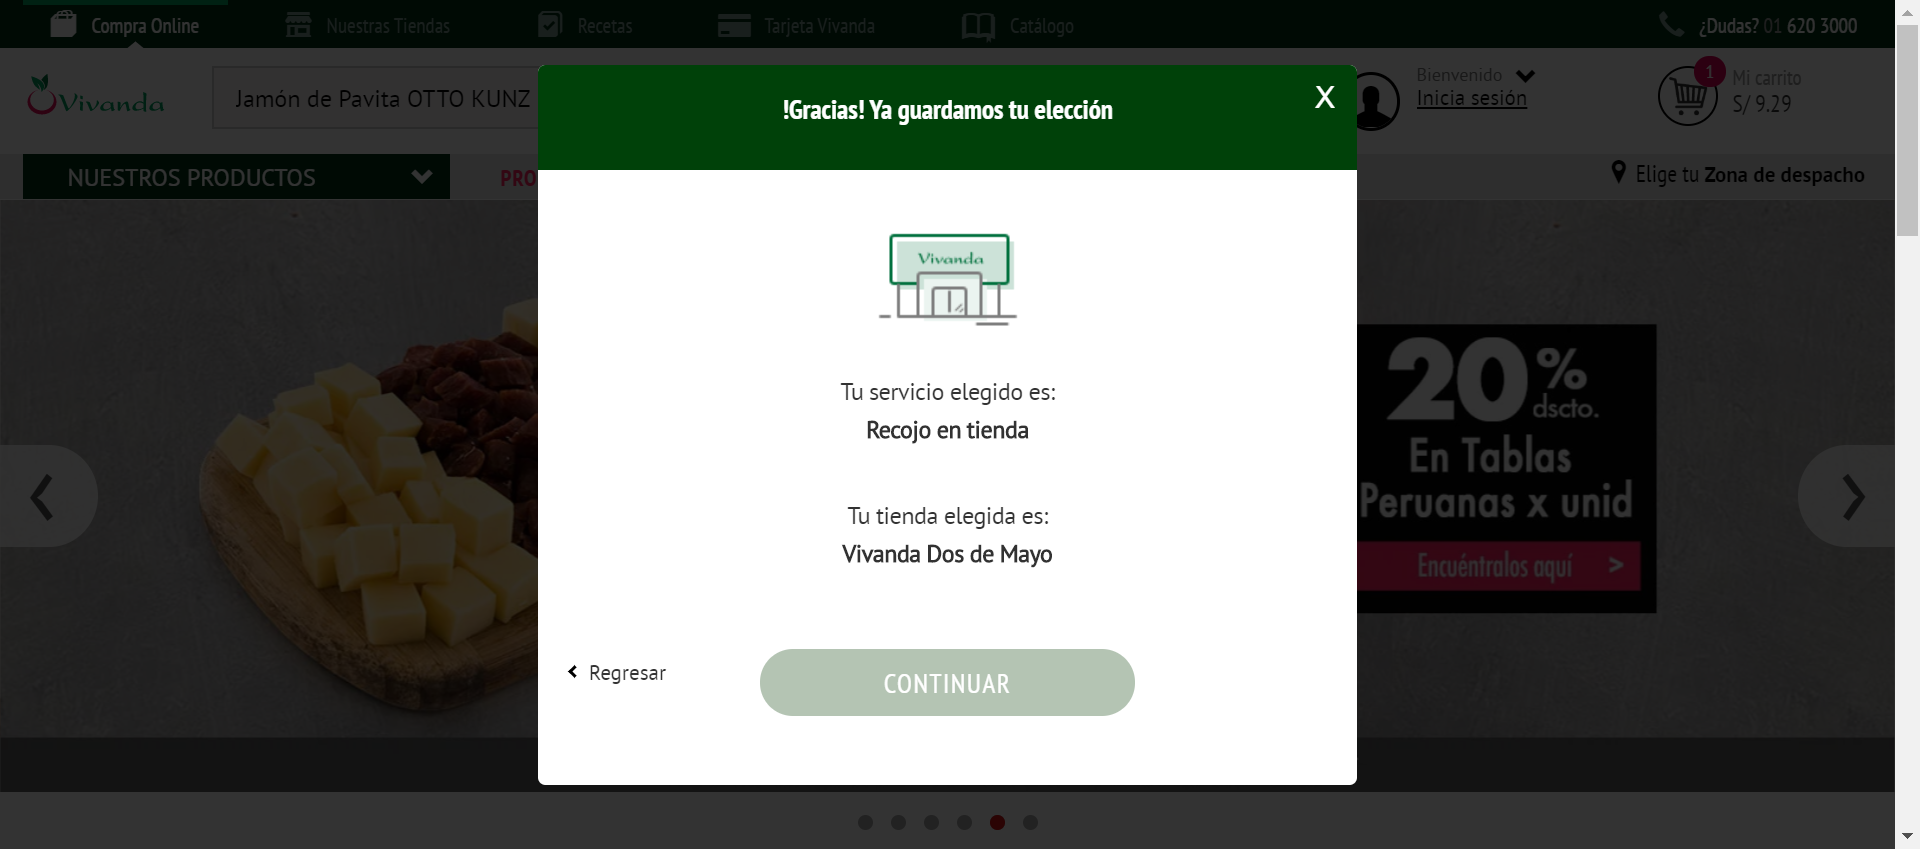 Compra Online
Nuestras Tiendas
Recetas
Tarjeta Vivanda
Catálogo
¿Dudas? 01 620 3000
Vivanda
Jamón de Pavita OTTO KUNZ
Bienvenido
Inicia sesión
1
Mi carrito
S/ 9.29
NUESTROS PRODUCTOS
PRO
Elige tu Zona de despacho
!Gracias! Ya guardamos tu elección
X
Vivanda
Tu servicio elegido es:
Recojo en tienda
Tu tienda elegida es:
Vivanda Dos de Mayo
Regresar
CONTINUAR
20%
dscto.
En Tablas
Peruanas x unid
Encuéntralos aquí >